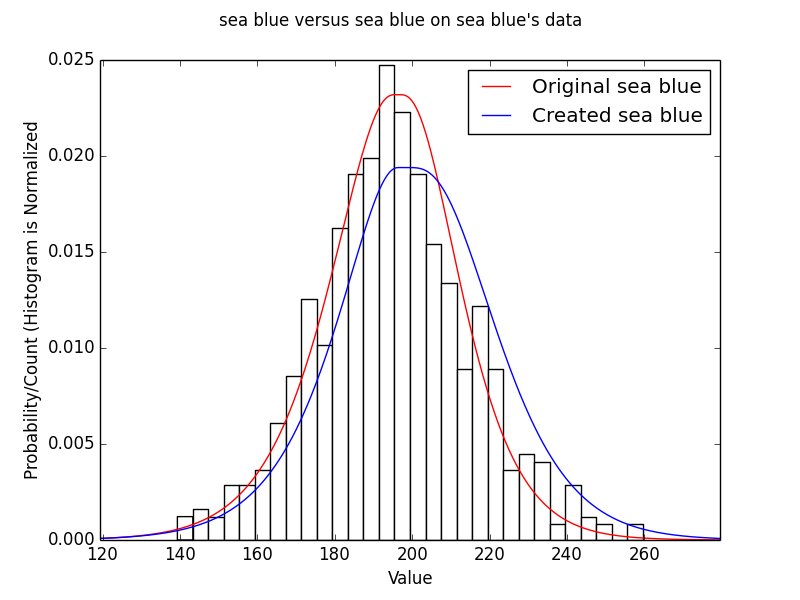 sea blue versus sea blue on sea blue's data
Original sea blue
Created sea blue
Probability/Count (Histogram is Normalized
0.025
0.020
0.015
0.010
0.005
0.000
120 140 160 180 200 220 240 260
Value